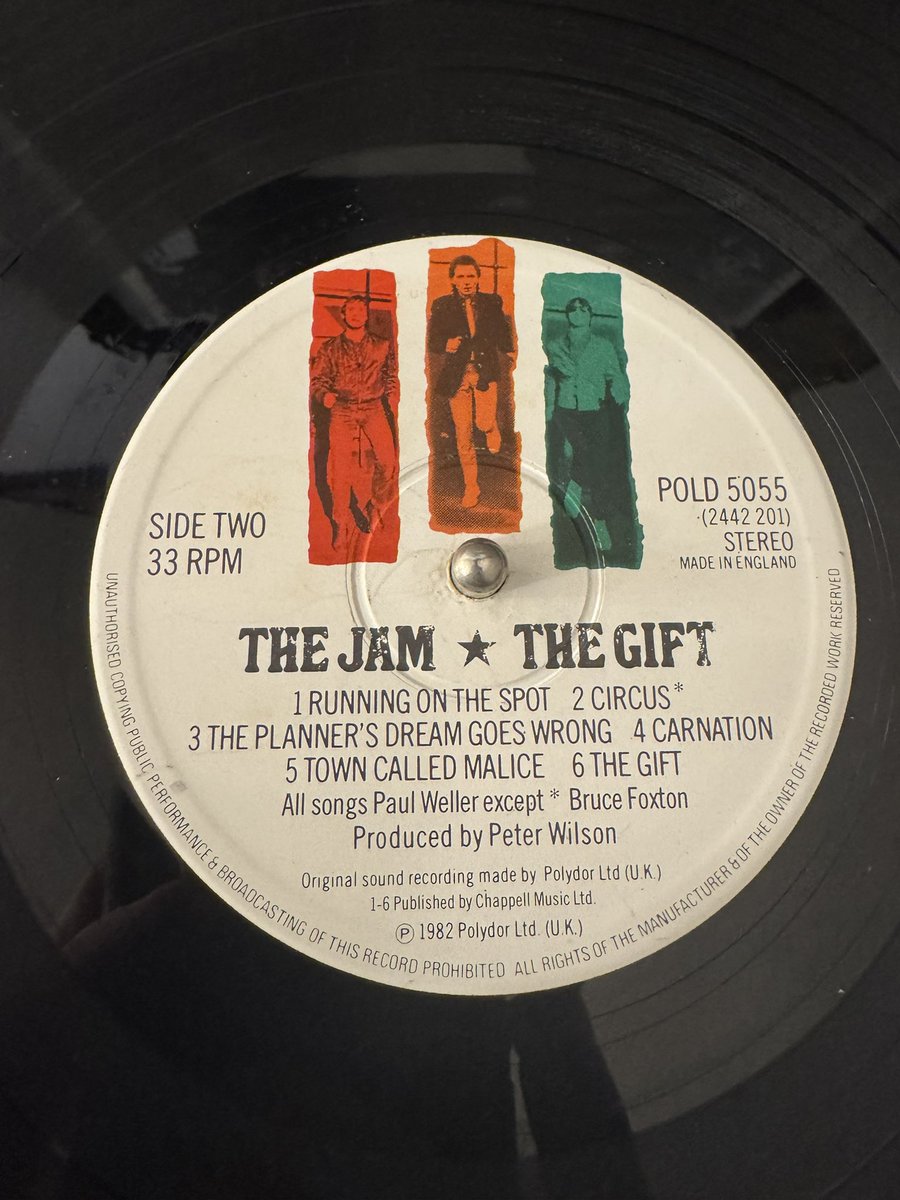 SIDE TWO
33 RPM
POLD 5055
(2442 201)
STEREO
MADE IN ENGLAND
THE JAM ★ THE GIFT
1 RUNNING ON THE SPOT 2 CIRCUS*
3 THE PLANNER'S DREAM GOES WRONG 4 CARNATION
5 TOWN CALLED MALICE 6 THE GIFT
All songs Paul Weller except * Bruce Foxton
Produced by Peter Wilson
Original sound recording made by Polydor Ltd (U.K.)
1-6 Published by Chappell Music Ltd.
℗ 1982 Polydor Ltd. (U.K.)
UNAUTHORISED COPYING PUBLIC PERFORMANCE & BROADCASTING OF THIS RECORD PROHIBITED ALL RIGHTS OF THE MANUFACTURER & OF THE OWNER OF THE RECORDED WORK RESERVED